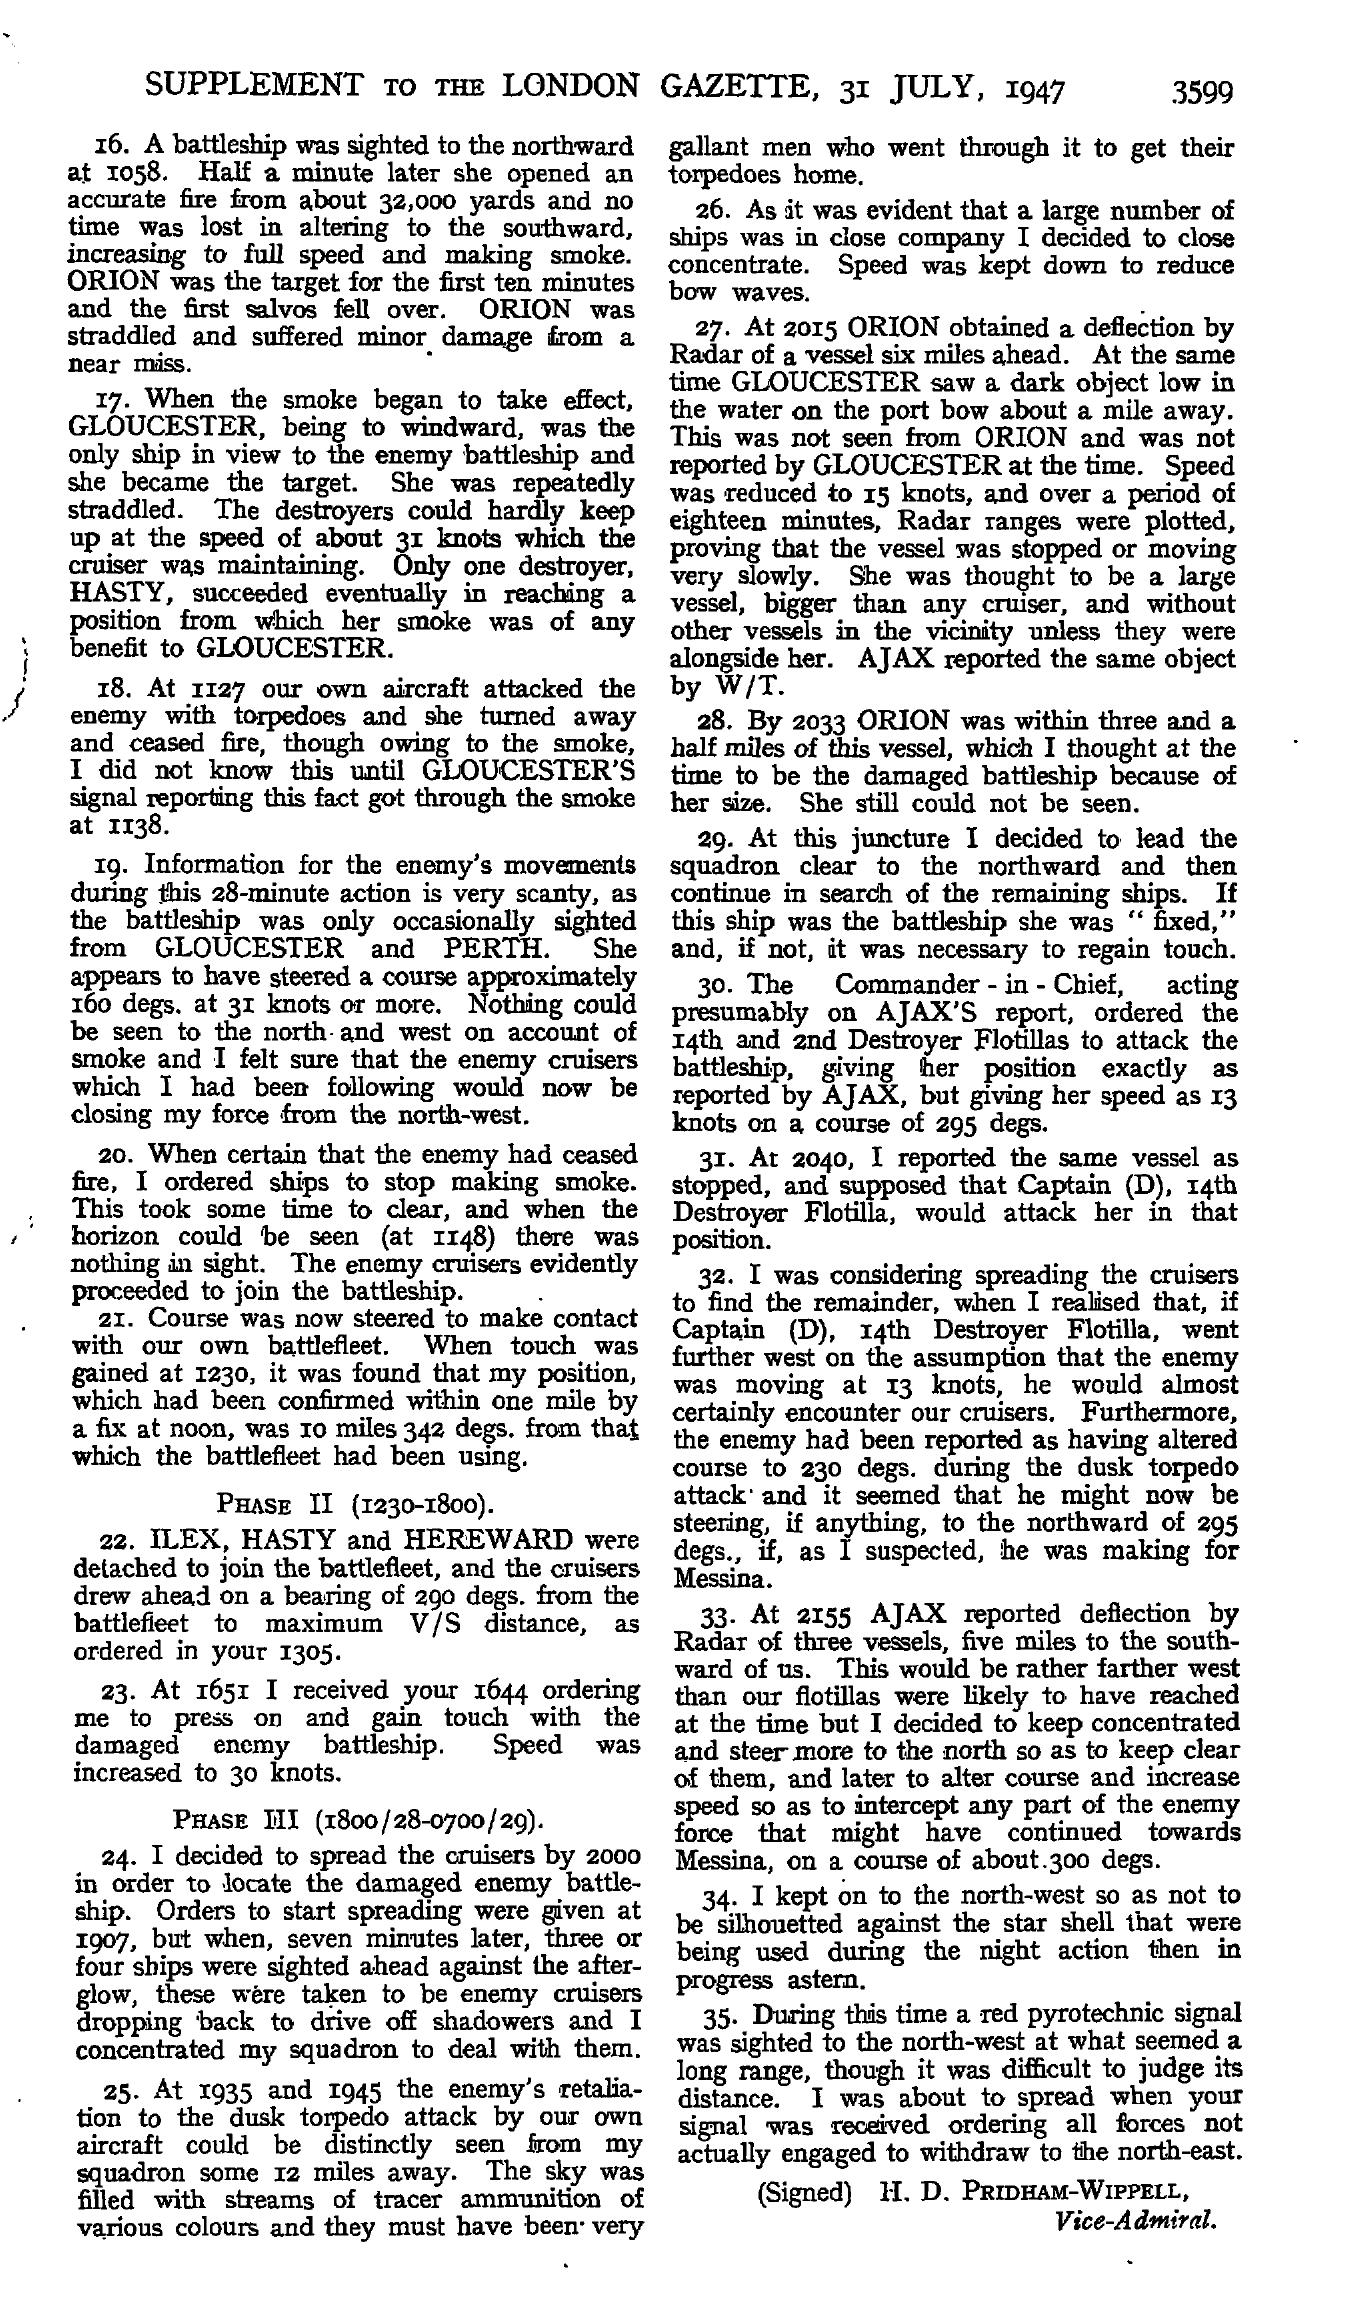 SUPPLEMENT TO THE LONDON GAZETTE, 31 JULY, 1947 3599
16. A battleship was sighted to the northward
at 1058. Half a minute later she opened an
accurate fire from about 32,000 yards and no
time was lost in altering to the southward,
increasing to full speed and making smoke.
ORION was the target for the first ten minutes
and the first salvos fell over. ORION was
straddled and suffered minor damage from a
near miss.
17. When the smoke began to take effect,
GLOUCESTER, being to windward, was the
only ship in view to the enemy battleship and
she became the target. She was repeatedly
straddled. The destroyers could hardly keep
up at the speed of about 31 knots which the
cruiser was maintaining. Only one destroyer,
HASTY, succeeded eventually in reaching a
position from which her smoke was of any
benefit to GLOUCESTER.
18. At 1127 our own aircraft attacked the
enemy with torpedoes and she turned away
and ceased fire, though owing to the smoke,
I did not know this until GLOUCESTER'S
signal reporting this fact got through the smoke
at 1138.
19. Information for the enemy's movements
during this 28-minute action is very scanty, as
the battleship was only occasionally sighted
from GLOUCESTER and PERTH. She
appears to have steered a course approximately
160 degs. at 31 knots or more. Nothing could
be seen to the north and west on account of
smoke and I felt sure that the enemy cruisers
which I had been following would now be
closing my force from the north-west.
20. When certain that the enemy had ceased
fire, I ordered ships to stop making smoke.
This took some time to clear, and when the
horizon could be seen (at 1148) there was
nothing in sight. The enemy cruisers evidently
proceeded to join the battleship.
21. Course was now steered to make contact
with our own battlefleet. When touch was
gained at 1230, it was found that my position,
which had been confirmed within one mile by
a fix at noon, was 10 miles 342 degs. from that
which the battlefleet had been using.
PHASE II (1230-1800).
22. ILEX, HASTY and HEREWARD were
detached to join the battlefleet, and the cruisers
drew ahead on a bearing of 290 degs. from the
battlefleet to maximum V/S distance, as
ordered in your 1305.
23. At 1651 I received your 1644 ordering
me to press on and gain touch with the
damaged enemy battleship. Speed was
increased to 30 knots.
PHASE III (1800/28-0700/29).
24. I decided to spread the cruisers by 2000
in order to locate the damaged enemy battle-
ship. Orders to start spreading were given at
1907, but when, seven minutes later, three or
four ships were sighted ahead against the after-
glow, these were taken to be enemy cruisers
dropping back to drive off shadowers and I
concentrated my squadron to deal with them.
25. At 1935 and 1945 the enemy's retalia-
tion to the dusk torpedo attack by our own
aircraft could be distinctly seen from my
squadron some 12 miles away. The sky was
filled with streams of tracer ammunition of
various colours and they must have been very
gallant men who went through it to get their
torpedoes home.
26. As it was evident that a large number of
ships was in close company I decided to close
concentrate. Speed was kept down to reduce
bow waves.
27. At 2015 ORION obtained a deflection by
Radar of a vessel six miles ahead. At the same
time GLOUCESTER saw a dark object low in
the water on the port bow about a mile away.
This was not seen from ORION and was not
reported by GLOUCESTER at the time. Speed
was reduced to 15 knots, and over a period of
eighteen minutes, Radar ranges were plotted,
proving that the vessel was stopped or moving
very slowly. She was thought to be a large
vessel, bigger than any cruiser, and without
other vessels in the vicinity unless they were
alongside her. AJAX reported the same object
by W/T.
28. By 2033 ORION was within three and a
half miles of this vessel, which I thought at the
time to be the damaged battleship because of
her size. She still could not be seen.
29. At this juncture I decided to lead the
squadron clear to the northward and then
continue in search of the remaining ships. If
this ship was the battleship she was " fixed,"
and, if not, it was necessary to regain touch.
30. The Commander - in - Chief, acting
presumably on AJAX'S report, ordered the
14th and 2nd Destroyer Flotillas to attack the
battleship, giving her position exactly as
reported by AJAX, but giving her speed as 13
knots on a course of 295 degs.
31. At 2040, I reported the same vessel as
stopped, and supposed that Captain (D), 14th
Destroyer Flotilla, would attack her in that
position.
32. I was considering spreading the cruisers
to find the remainder, when I realised that, if
Captain (D), 14th Destroyer Flotilla, went
further west on the assumption that the enemy
was moving at 13 knots, he would almost
certainly encounter our cruisers. Furthermore,
the enemy had been reported as having altered
course to 230 degs. during the dusk torpedo
attack and it seemed that he might now be
steering, if anything, to the northward of 295
degs., if, as I suspected, he was making for
Messina.
33. At 2155 AJAX reported deflection by
Radar of three vessels, five miles to the south-
ward of us. This would be rather farther west
than our flotillas were likely to have reached
at the time but I decided to keep concentrated
and steer more to the north so as to keep clear
of them, and later to alter course and increase
speed so as to intercept any part of the enemy
force that might have continued towards
Messina, on a course of about 300 degs.
34. I kept on to the north-west so as not to
be silhouetted against the star shell that were
being used during the night action then in
progress astern.
35. During this time a red pyrotechnic signal
was sighted to the north-west at what seemed a
long range, though it was difficult to judge its
distance. I was about to spread when your
signal was received ordering all forces not
actually engaged to withdraw to the north-east.
(Signed) H. D. PRIDHAM-WIPPELL,
Vice-Admiral.